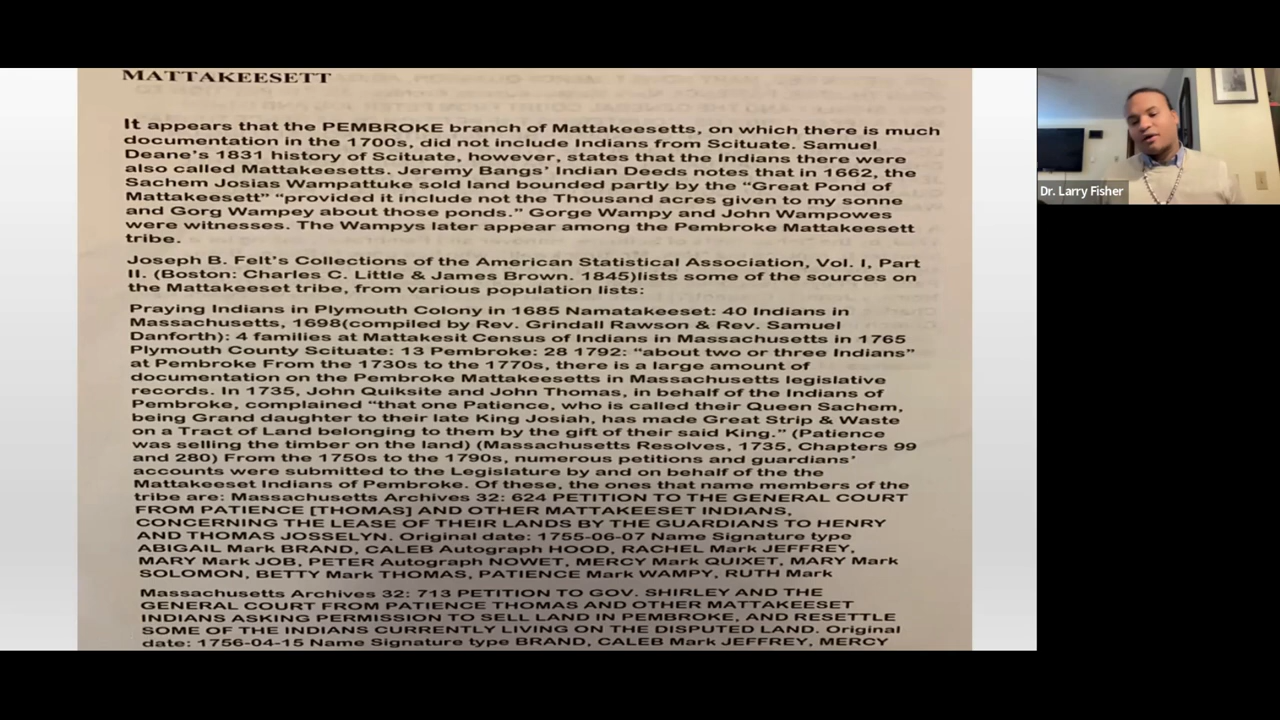 MATTAKEESETT
It appears that the PEMBROKE branch of Mattakeesetts, on which there is much
documentation in the 1700s, did not include Indians from Scituate. Samuel
Deane's 1831 history of Scituate, however, states that the Indians there were
also called Mattakeesetts. Jeremy Bangs' Indian Deeds notes that in 1662, the
Sachem Josias Wampattuke sold land bounded partly by the “Great Pond of
Mattakeesett” “provided it include not the Thousand acres given to my sonne
and Gorg Wampey about those ponds.” Gorge Wampy and John Wampowes
were witnesses. The Wampys later appear among the Pembroke Mattakeesett
tribe.
Joseph B. Felt's Collections of the American Statistical Association, Vol. I, Part
II. (Boston: Charles C. Little & James Brown. 1845)lists some of the sources on
the Mattakeeset tribe, from various population lists:
Praying Indians in Plymouth Colony in 1685 Namatakeeset: 40 Indians in
Massachusetts, 1698(compiled by Rev. Grindall Rawson & Rev. Samuel
Danforth): 4 families at Mattakesit Census of Indians in Massachusetts in 1765
Plymouth County Scituate: 13 Pembroke: 28 1792: “about two or three Indians”
at Pembroke From the 1730s to the 1770s, there is a large amount of
documentation on the Pembroke Mattakeesetts in Massachusetts legislative
records. In 1735, John Quiksite and John Thomas, in behalf of the Indians of
Pembroke, complained “that one Patience, who is called their Queen Sachem,
being Grand daughter to their late King Josiah, has made Great Strip & Waste
on a Tract of Land belonging to them by the gift of their said King.” (Patience
was selling the timber on the land) (Massachusetts Resolves, 1735, Chapters 99
and 280) From the 1750s to the 1790s, numerous petitions and guardians'
accounts were submitted to the Legislature by and on behalf of the the
Mattakeeset Indians of Pembroke. Of these, the ones that name members of the
tribe are: Massachusetts Archives 32: 624 PETITION TO THE GENERAL COURT
FROM PATIENCE [THOMAS] AND OTHER MATTAKEESET INDIANS,
CONCERNING THE LEASE OF THEIR LANDS BY THE GUARDIANS TO HENRY
AND THOMAS JOSSELYN. Original date: 1755-06-07 Name Signature type
ABIGAIL Mark BRAND, CALEB Autograph HOOD, RACHEL Mark JEFFREY,
MARY Mark JOB, PETER Autograph NOWET, MERCY Mark QUIXET, MARY Mark
SOLOMON, BETTY Mark THOMAS, PATIENCE Mark WAMPY, RUTH Mark
Massachusetts Archives 32: 713 PETITION TO GOV. SHIRLEY AND THE
GENERAL COURT FROM PATIENCE THOMAS AND OTHER MATTAKEESET
INDIANS ASKING PERMISSION TO SELL LAND IN PEMBROKE, AND RESETTLE
SOME OF THE INDIANS CURRENTLY LIVING ON THE DISPUTED LAND. Original
date: 1756-04-15 Name Signature type BRAND, CALEB Mark JEFFREY, MERCY
Dr. Larry Fisher